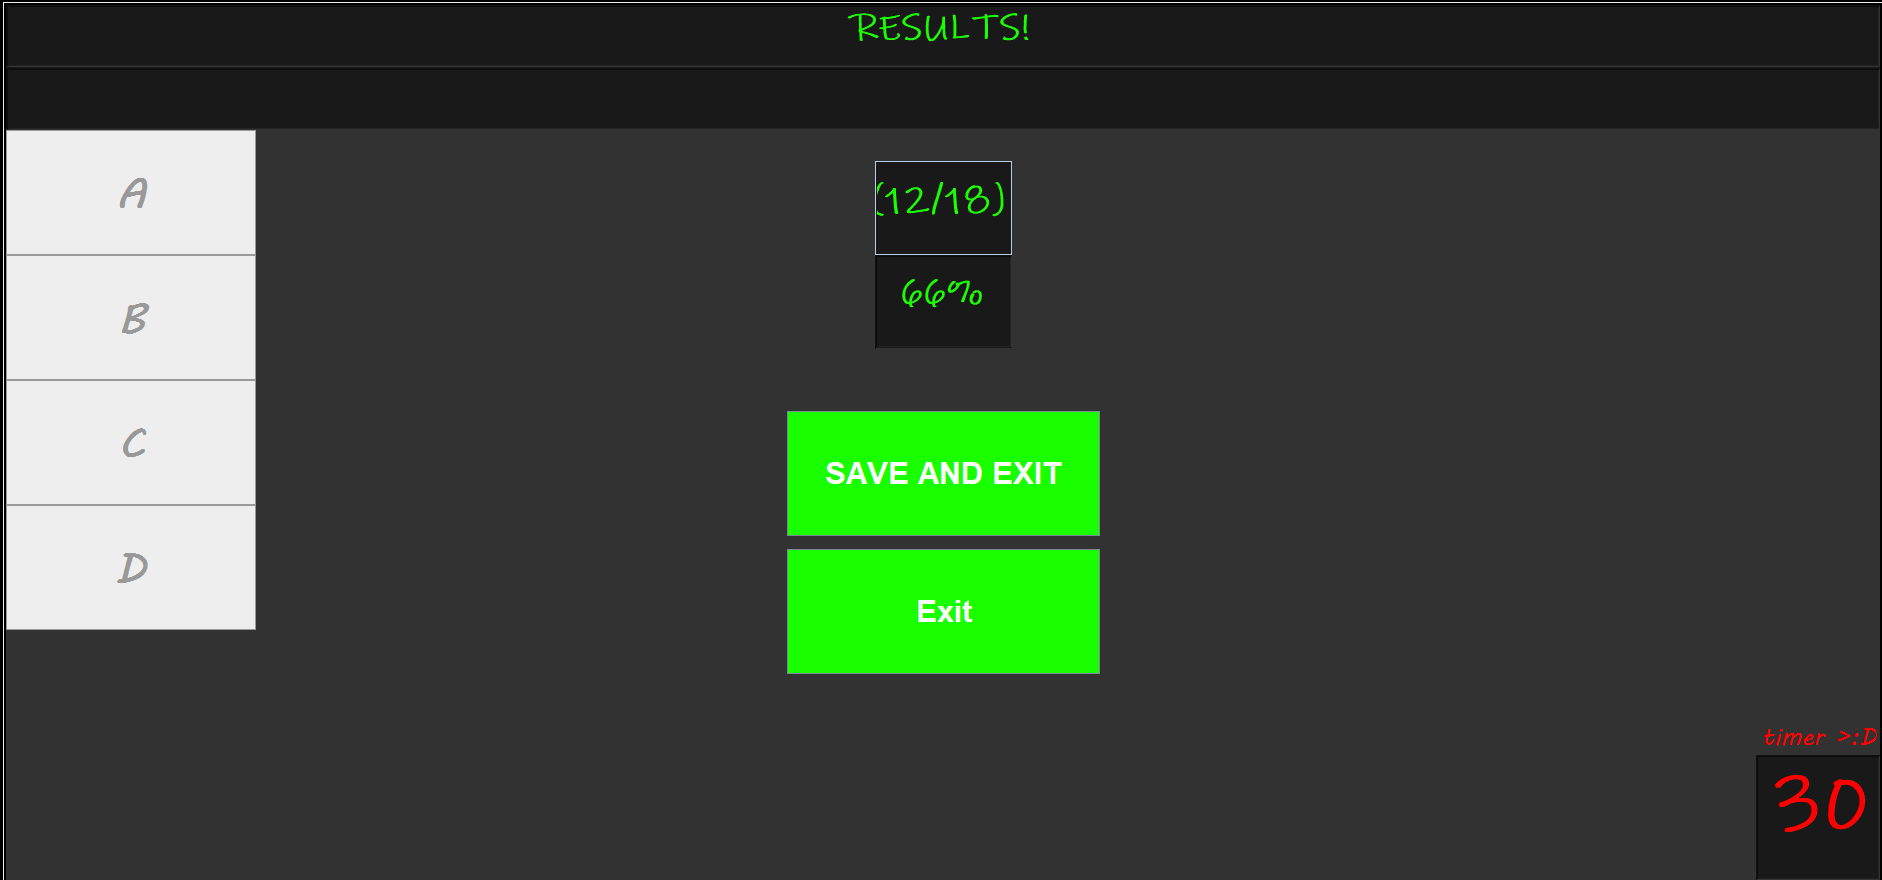 RESULTS!
A
B
C
D
(12/18)
66%
SAVE AND EXIT
Exit
timer >:D
30